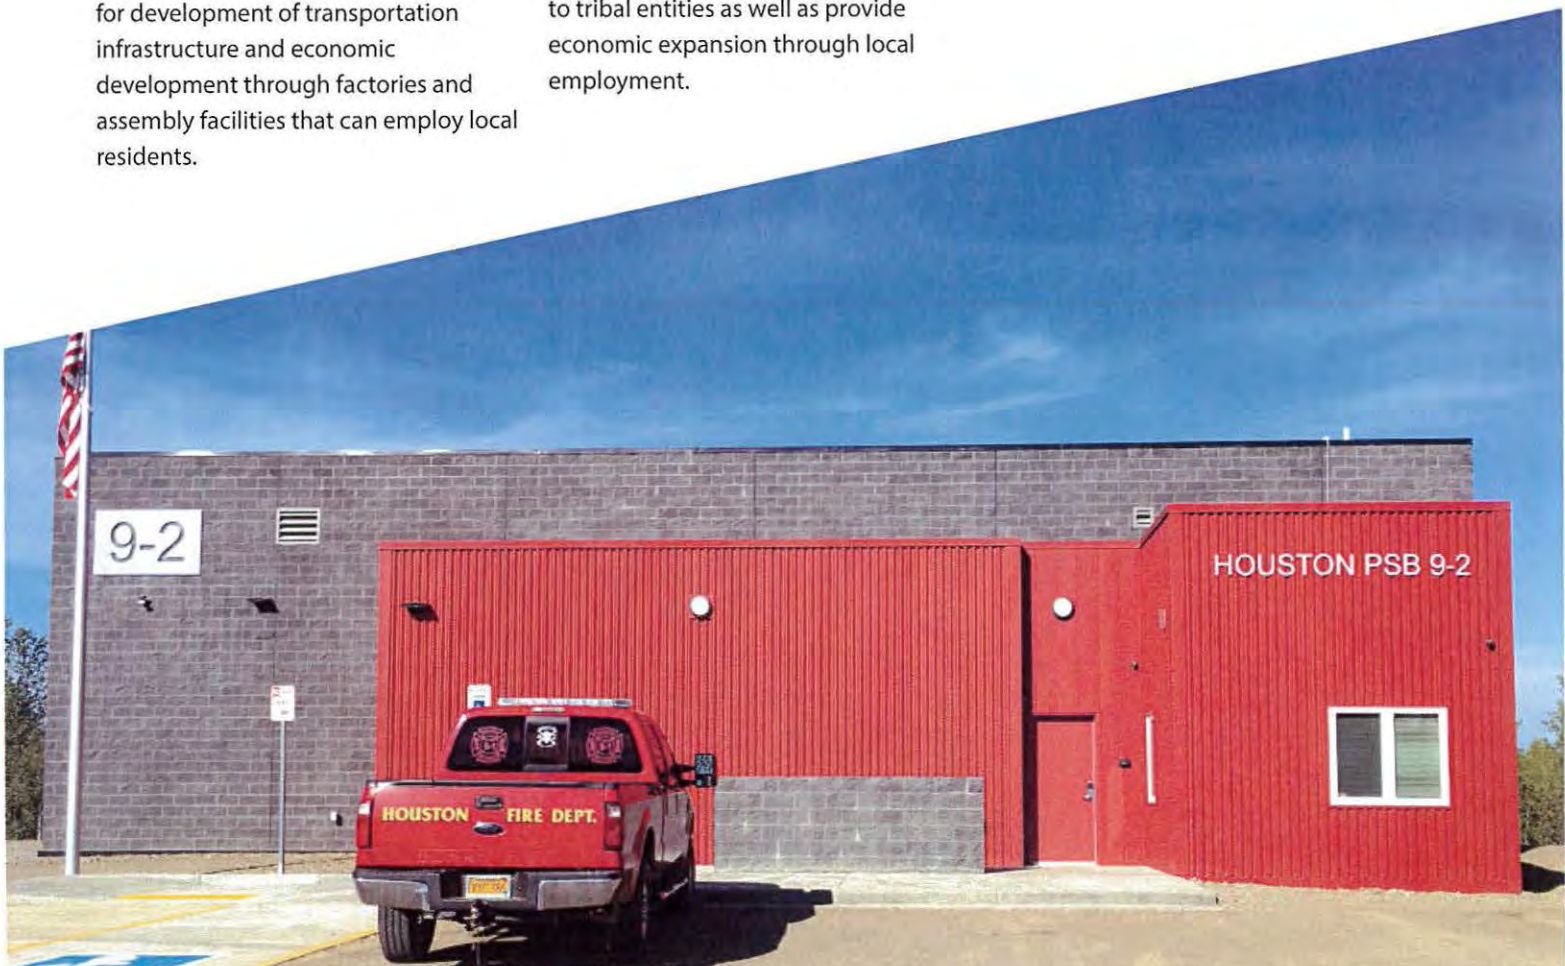 for development of transportation
infrastructure and economic
development through factories and
assembly facilities that can employ local
residents.
to tribal entities as well as provide
economic expansion through local
employment.
9-2
HOUSTON PSB 9-2
HOUSTON FIRE DEPT.